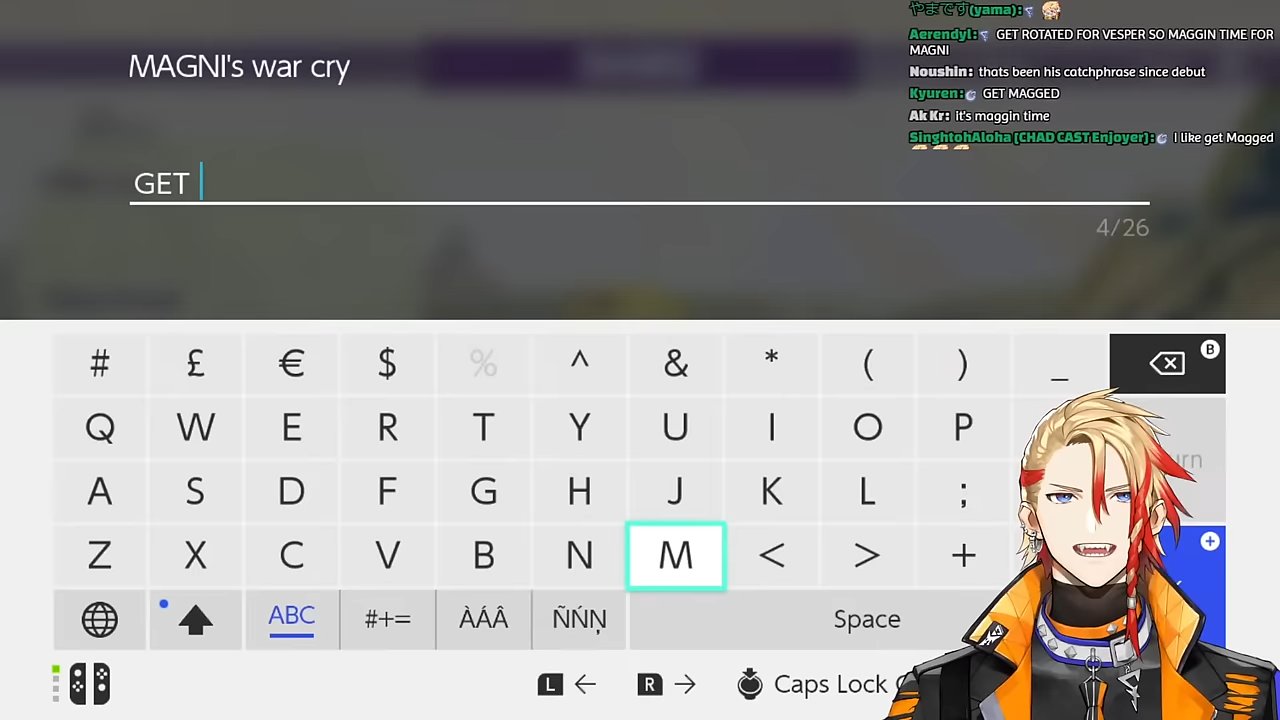 やまです(yama):
Aerendyl: GET ROTATED FOR VESPER SO MAGGIN TIME FOR
MAGNI
Noushin: thats been his catchphrase since debut
Kyuren: GET MAGGED
Ak Kr: it's maggin time
SinghtohAloha [CHAD CAST Enjoyer]: I like get Magged
MAGNI's war cry
GET
4/26
# £ € $ % ^ & * ( ) _ B
Q W E R T Y U I O P
A S D F G H J K L ;
Z X C V B N M < > + +
ABC #+= ÀÁÂ ÑŃŅ Space
L ← R → Caps Lock